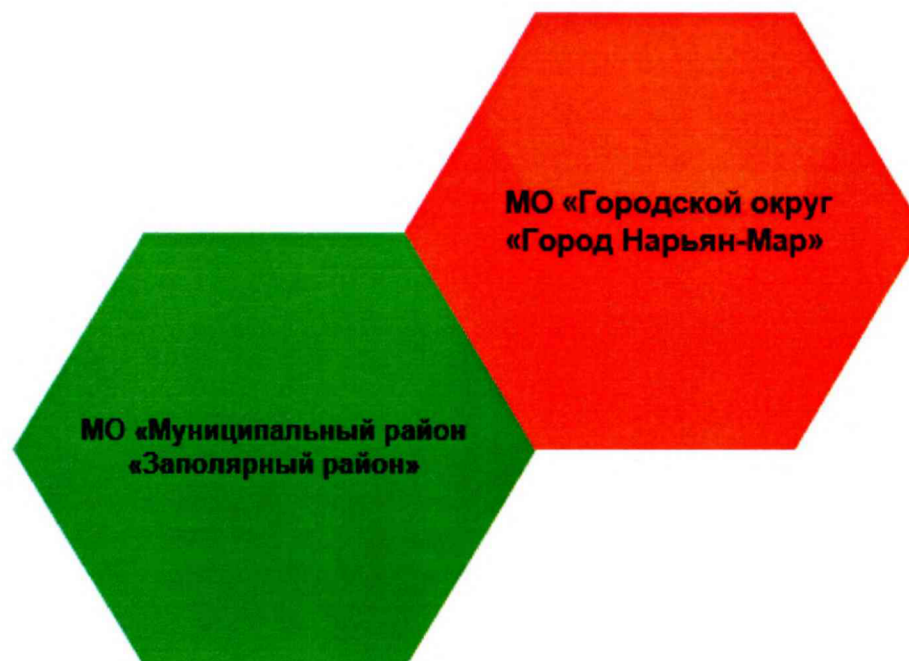 МО «Городской округ
«Город Нарьян-Мар»
МО «Муниципальный район
«Заполярный район»